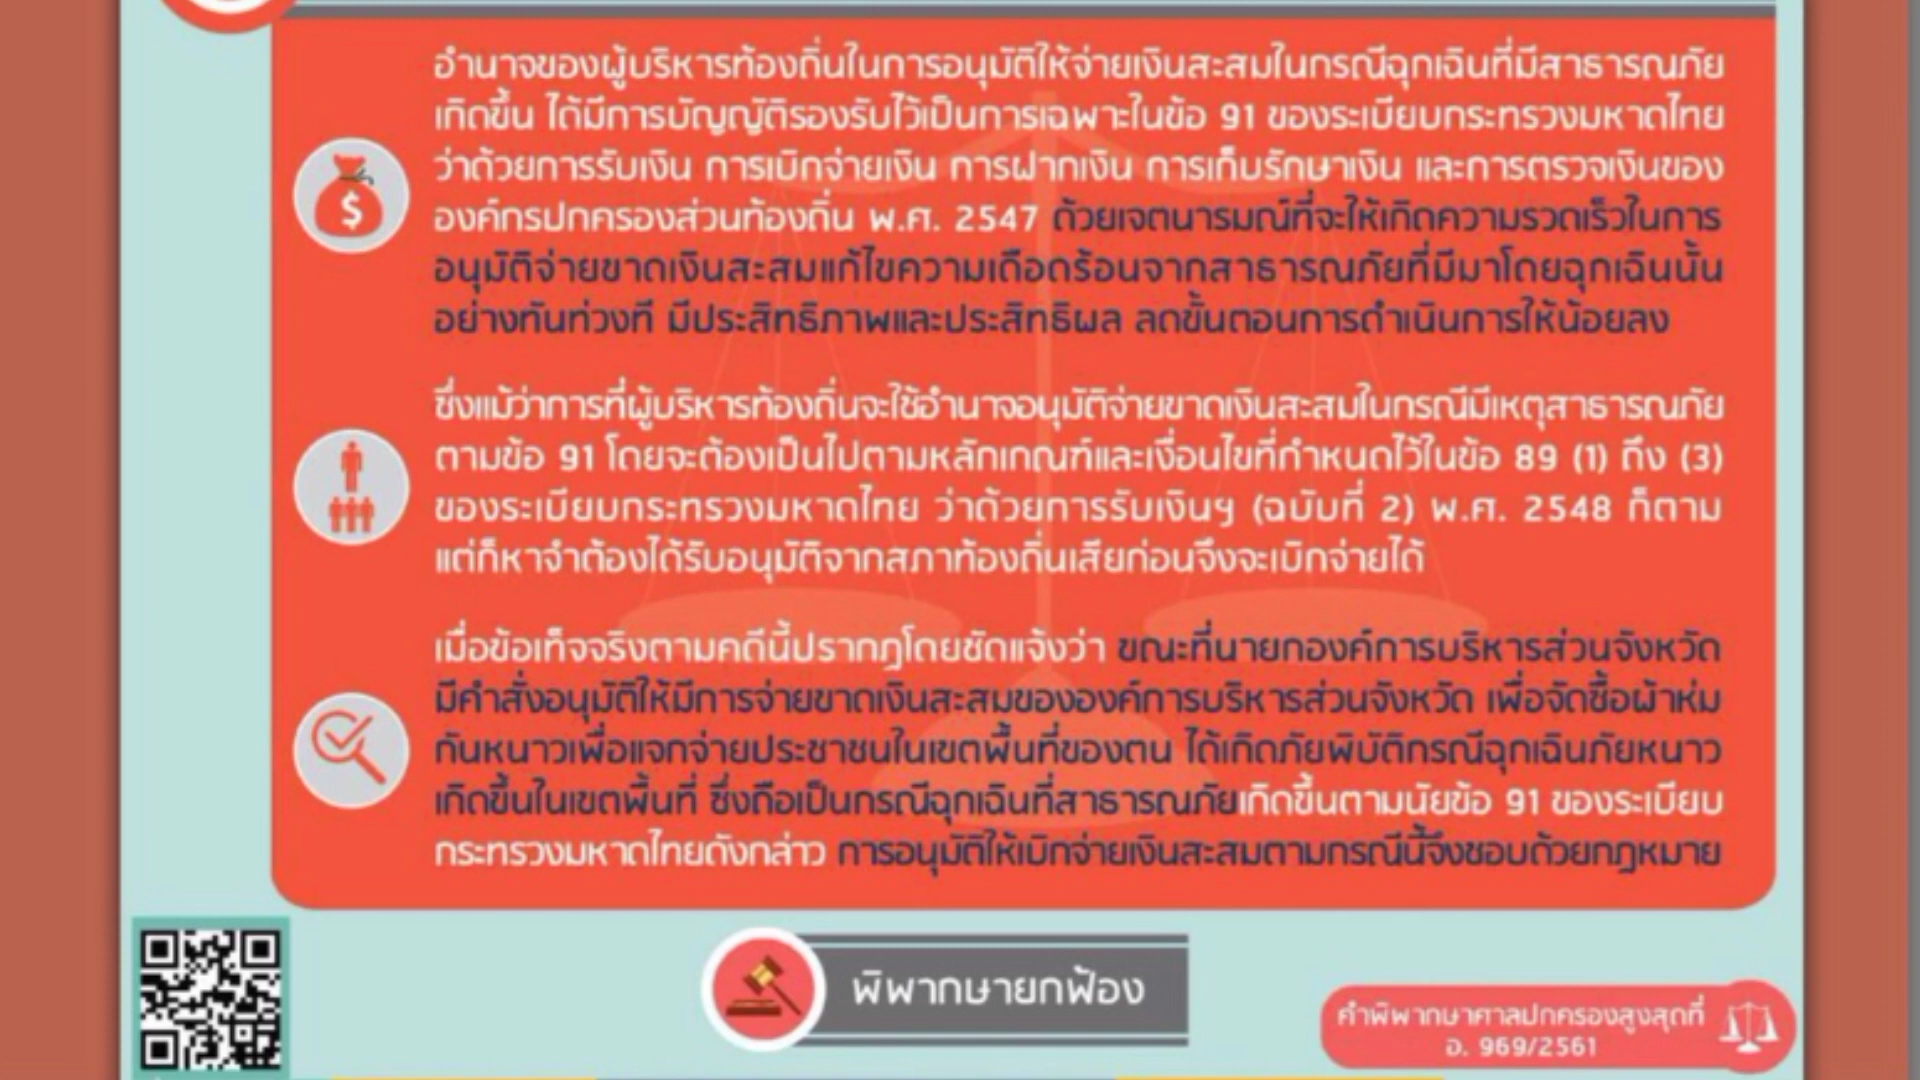 อำนาจของผู้บริหารท้องถิ่นในการอนุมัติให้จ่ายเงินสะสมในกรณีฉุกเฉินที่มีสาธารณภัย
เกิดขึ้น ได้มีการบัญญัติรองรับไว้เป็นการเฉพาะในข้อ 91 ของระเบียบกระทรวงมหาดไทย
ว่าด้วยการรับเงิน การเบิกจ่ายเงิน การฝากเงิน การเก็บรักษาเงิน และการตรวจเงินของ
องค์กรปกครองส่วนท้องถิ่น พ.ศ. 2547 ด้วยเจตนารมณ์ที่จะให้เกิดความรวดเร็วในการ
อนุมัติจ่ายขาดเงินสะสมแก้ไขความเดือดร้อนจากสาธารณภัยที่มีมาโดยฉุกเฉินนั้น
อย่างทันท่วงที มีประสิทธิภาพและประสิทธิผล ลดขั้นตอนการดำเนินการให้น้อยลง
ซึ่งแม้ว่าการที่ผู้บริหารท้องถิ่นจะใช้อำนาจอนุมัติจ่ายขาดเงินสะสมในกรณีมีเหตุสาธารณภัย
ตามข้อ 91 โดยจะต้องเป็นไปตามหลักเกณฑ์และเงื่อนไขที่กำหนดไว้ในข้อ 89 (1) ถึง (3)
ของระเบียบกระทรวงมหาดไทย ว่าด้วยการรับเงินฯ (ฉบับที่ 2) พ.ศ. 2548 ก็ตาม
แต่ก็หาจำต้องได้รับอนุมัติจากสภาท้องถิ่นเสียก่อนจึงจะเบิกจ่ายได้
เมื่อข้อเท็จจริงตามคดีนี้ปรากฏโดยชัดแจ้งว่า ขณะที่นายกองค์การบริหารส่วนจังหวัด
มีคำสั่งอนุมัติให้มีการจ่ายขาดเงินสะสมขององค์การบริหารส่วนจังหวัด เพื่อจัดซื้อผ้าห่ม
กันหนาวเพื่อแจกจ่ายประชาชนในเขตพื้นที่ของตน ได้เกิดภัยพิบัติกรณีฉุกเฉินภัยหนาว
เกิดขึ้นในเขตพื้นที่ ซึ่งถือเป็นกรณีฉุกเฉินที่สาธารณภัยเกิดขึ้นตามนัยข้อ 91 ของระเบียบ
กระทรวงมหาดไทยดังกล่าว การอนุมัติให้เบิกจ่ายเงินสะสมตามกรณีนี้จึงชอบด้วยกฎหมาย
พิพากษายกฟ้อง
คำพิพากษาศาลปกครองสูงสุดที่
อ. 969/2561